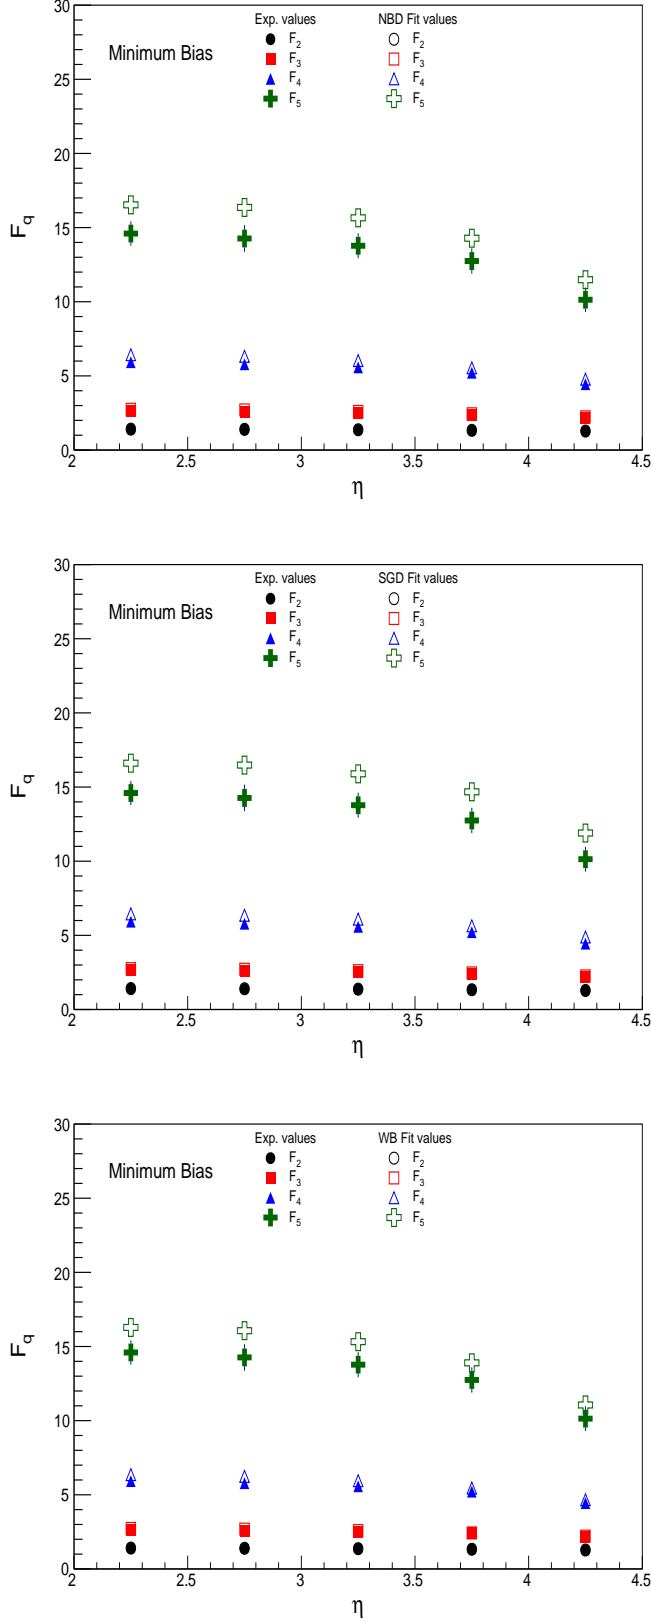 30
Exp. values NBD Fit values
F2 F2
Minimum Bias
F3 F3
F4 F4
F5 F5
25
20
15
Fq
10
5
0
2 2.5 3 3.5 4 4.5
η
30
Exp. values SGD Fit values
F2 F2
Minimum Bias
F3 F3
F4 F4
F5 F5
25
20
15
Fq
10
5
0
2 2.5 3 3.5 4 4.5
η
30
Exp. values WB Fit values
F2 F2
Minimum Bias
F3 F3
F4 F4
F5 F5
25
20
15
Fq
10
5
0
2 2.5 3 3.5 4 4.5
η